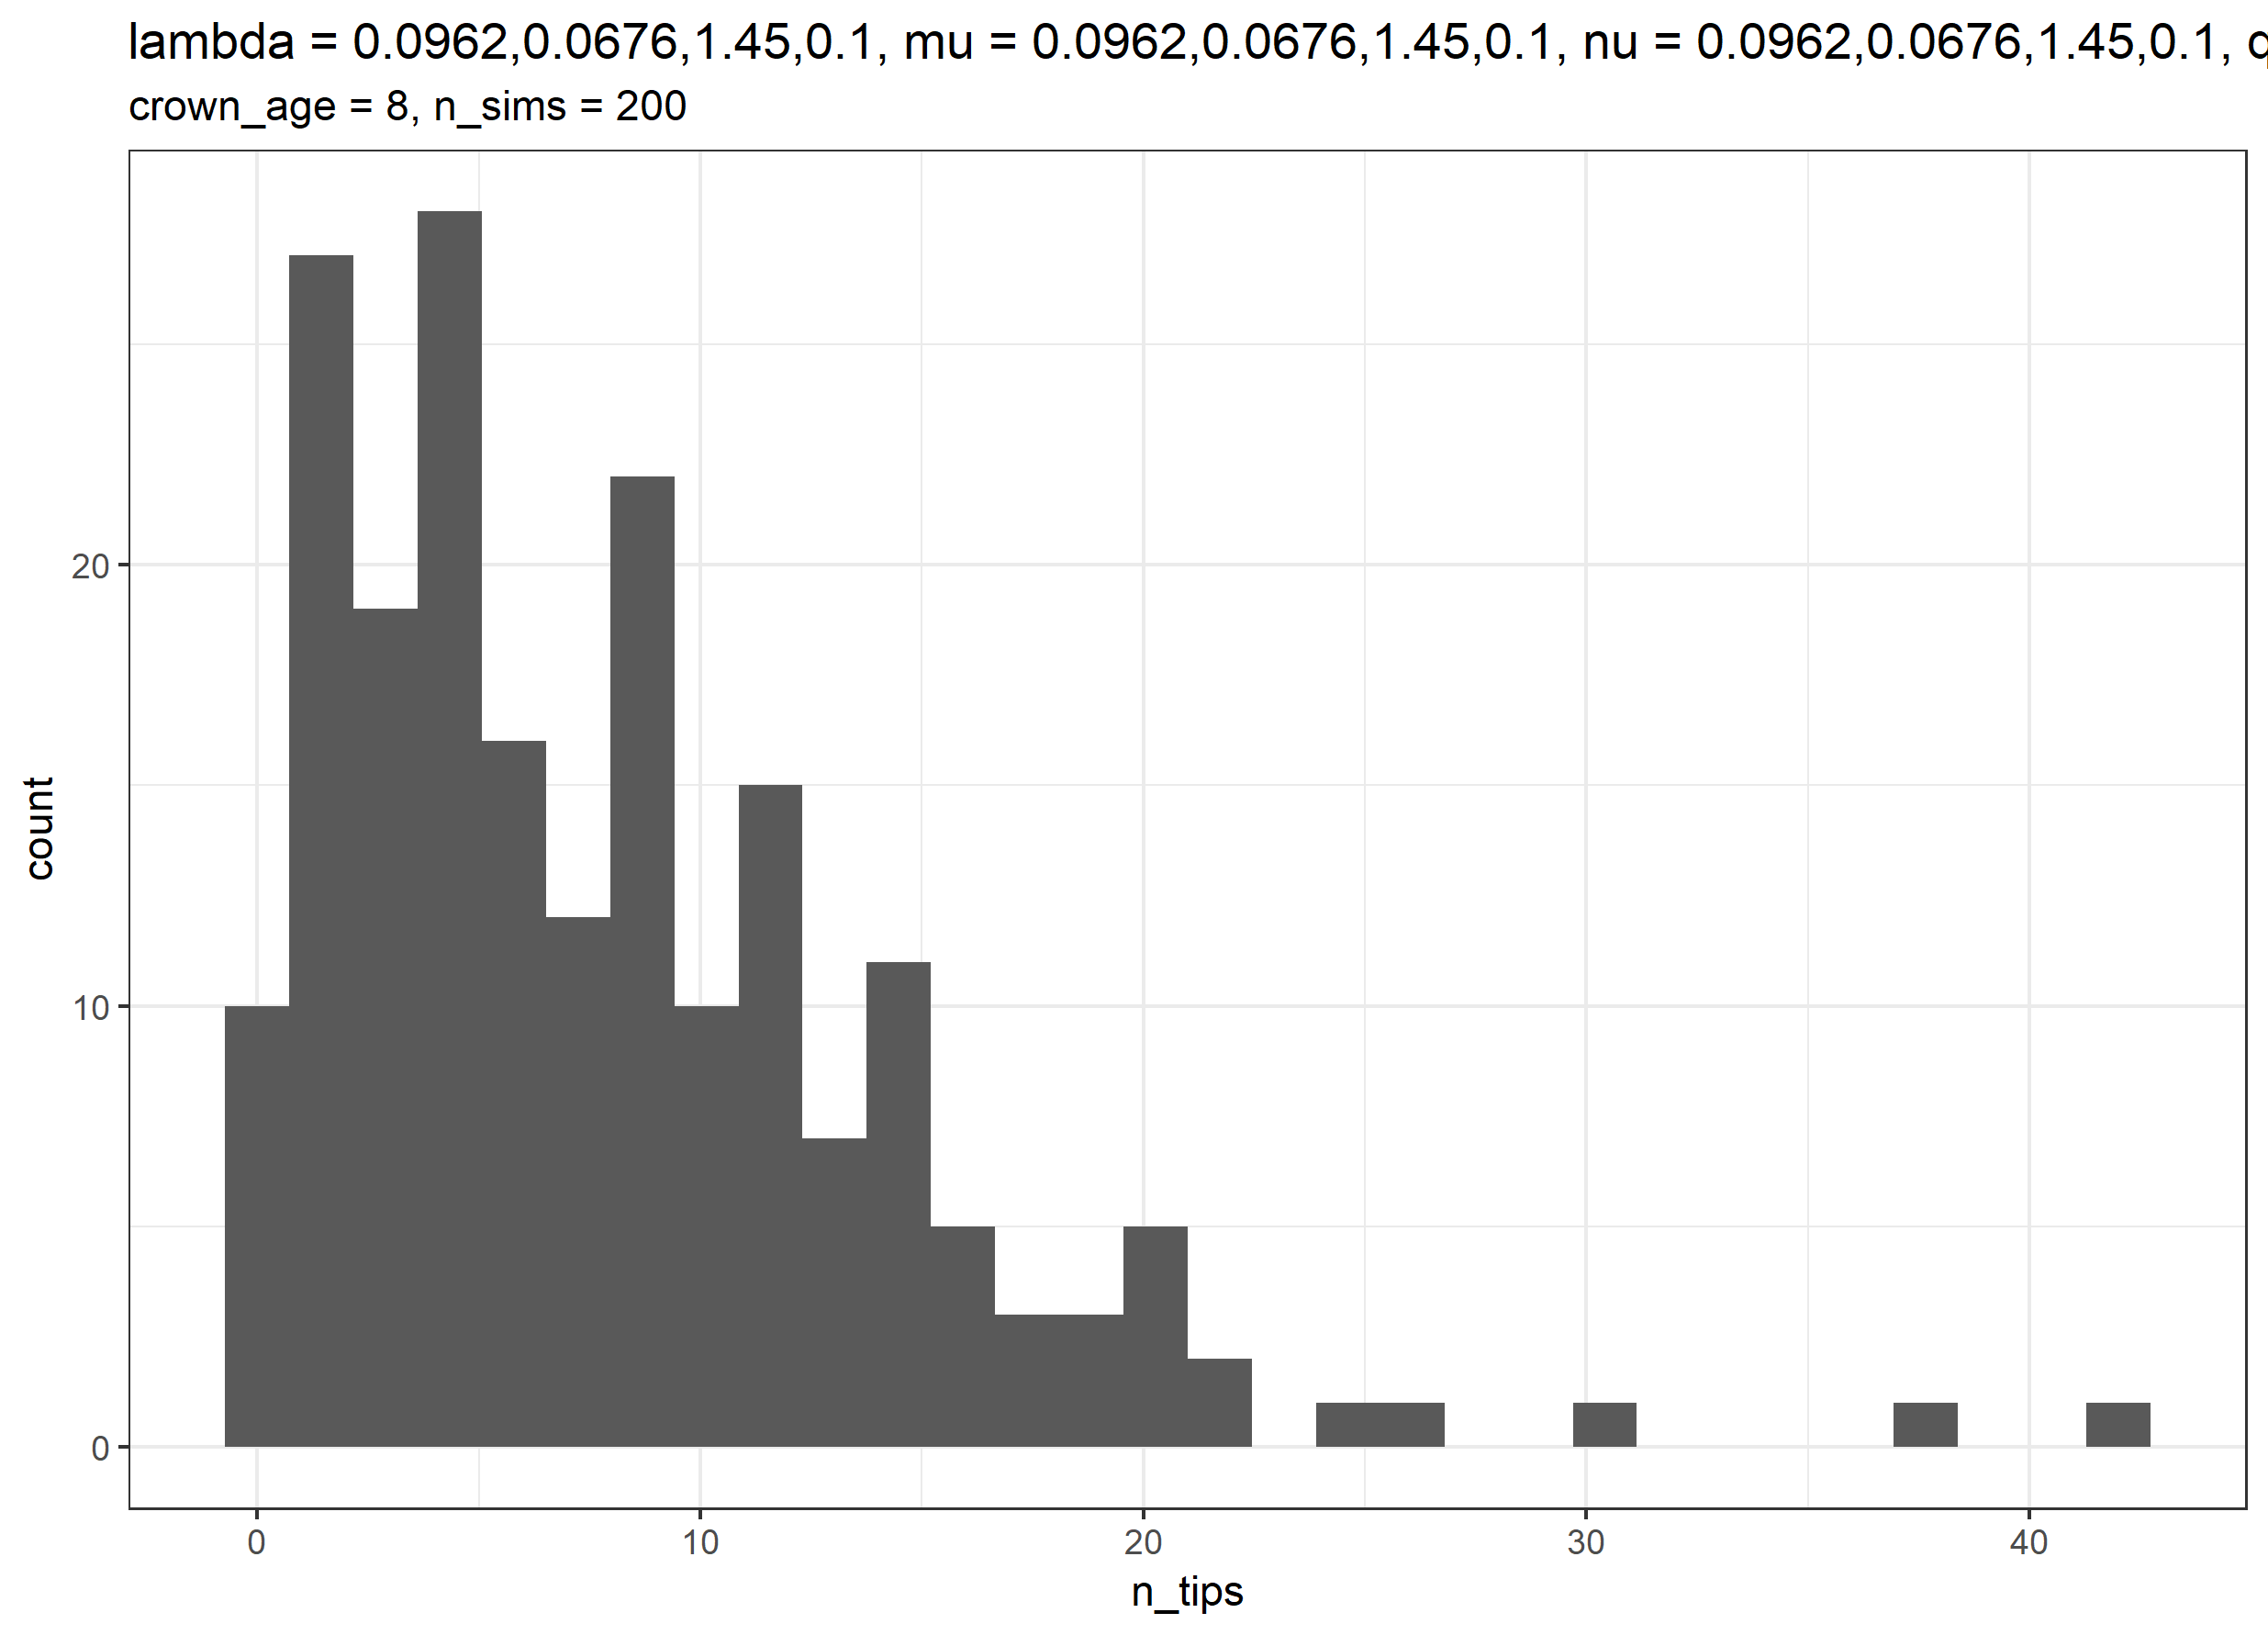 lambda = 0.0962,0.0676,1.45,0.1, mu = 0.0962,0.0676,1.45,0.1, nu = 0.0962,0.0676,1.45,0.1,
crown_age = 8, n_sims = 200
20
10
0
count
0 10 20 30 40
n_tips